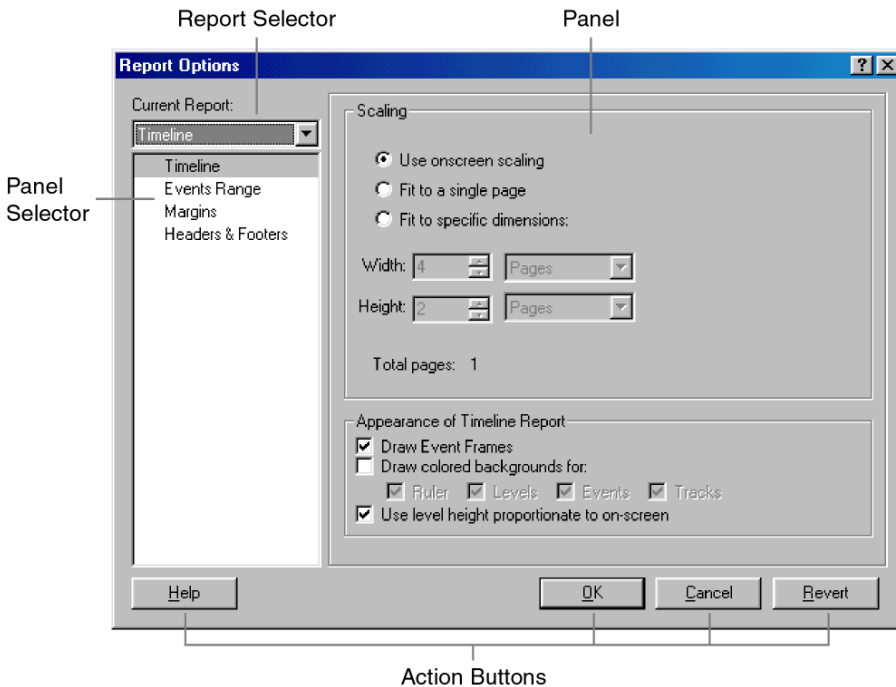 Report Selector
Panel
Report Options
Current Report:
Timeline
Panel
Selector
Timeline
Events Range
Margins
Headers & Footers
Scaling
Use onscreen scaling
Fit to a single page
Fit to specific dimensions:
Width: 4 Pages
Height: 2 Pages
Total pages: 1
Appearance of Timeline Report
Draw Event Frames
Draw colored backgrounds for:
Ruler Levels Events Tracks
Use level height proportionate to on-screen
Help OK Cancel Revert
Action Buttons